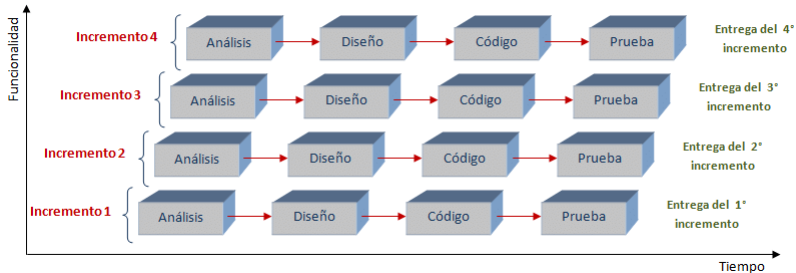 Funcionalidad
Incremento 4
Análisis
Diseño
Código
Prueba
Entrega del 4°
incremento
Incremento 3
Análisis
Diseño
Código
Prueba
Entrega del 3°
incremento
Incremento 2
Análisis
Diseño
Código
Prueba
Entrega del 2°
incremento
Incremento 1
Análisis
Diseño
Código
Prueba
Entrega del 1°
incremento
Tiempo